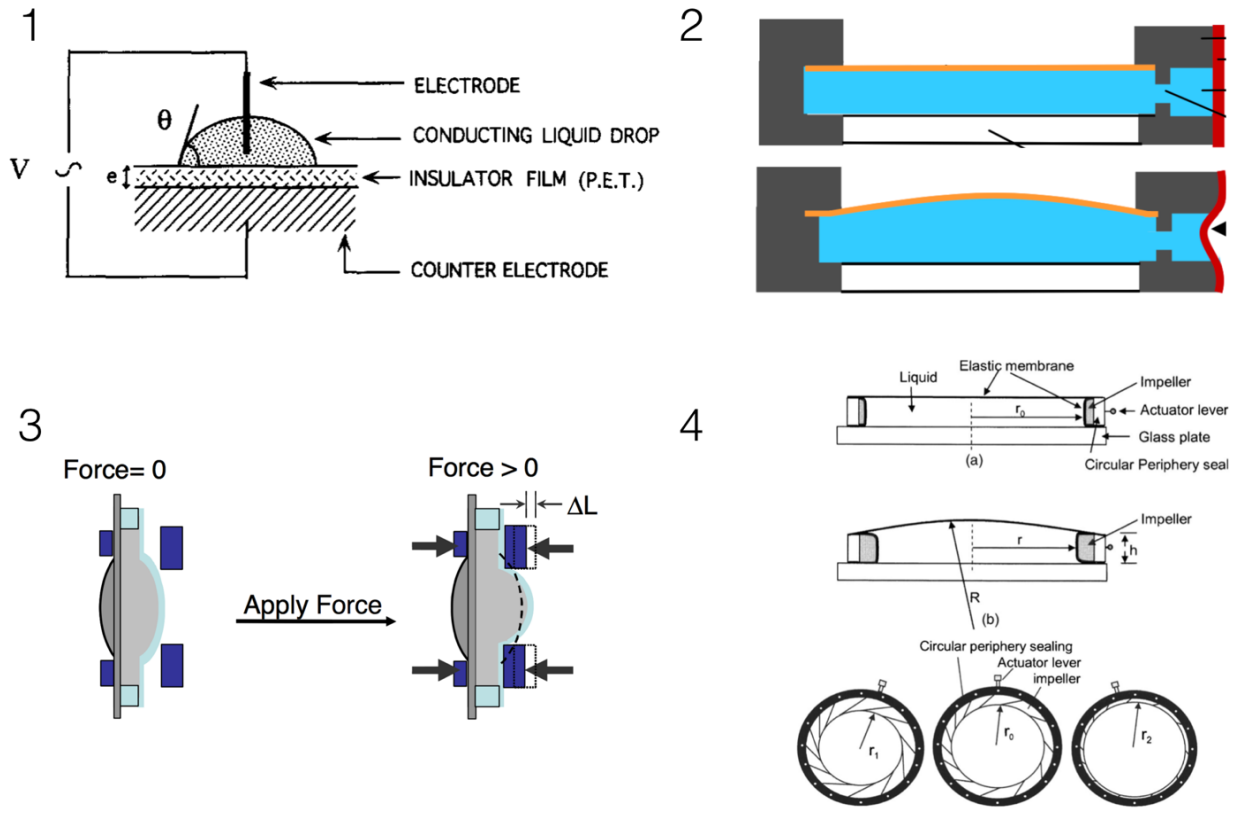 1
ELECTRODE
θ
CONDUCTING LIQUID DROP
V
e
INSULATOR FILM (P.E.T.)
COUNTER ELECTRODE
2
3
Force= 0
Force > 0
ΔL
Apply Force
4
Elastic membrane
Liquid
Impeller
r₀
Actuator lever
Glass plate
(a)
Circular Periphery seal
Impeller
r
h
R
(b)
Circular periphery sealing
Actuator lever
impeller
r₁
r₀
r₂